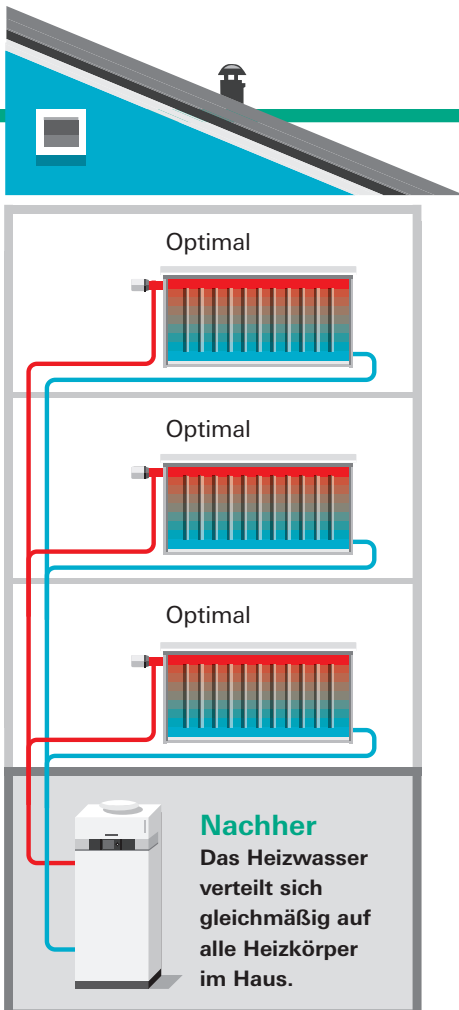 Optimal
Optimal
Optimal
Nachher
Das Heizwasser
verteilt sich
gleichmäßig auf
alle Heizkörper
im Haus.